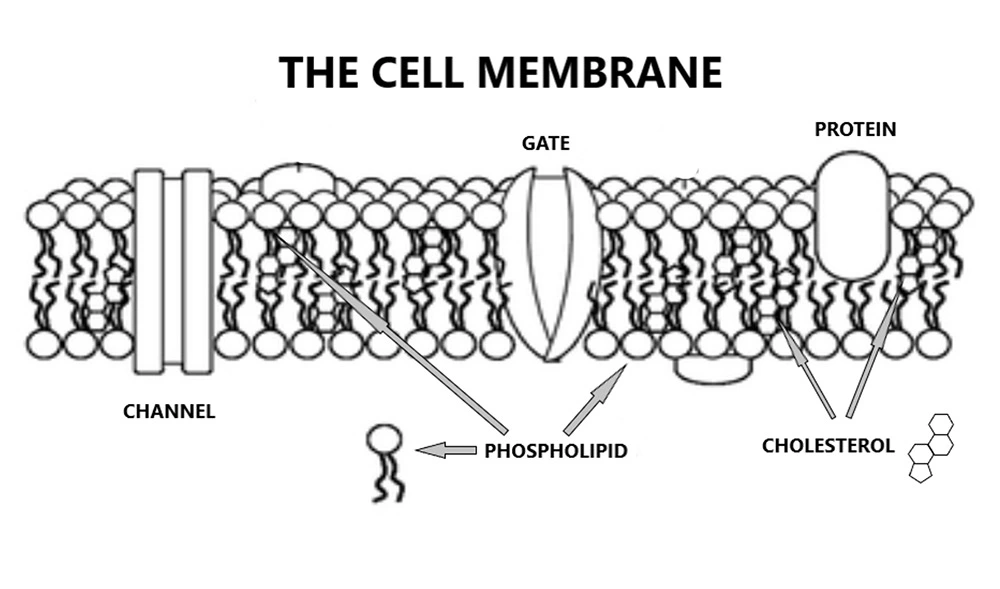 THE CELL MEMBRANE
GATE
PROTEIN
CHANNEL
PHOSPHOLIPID
CHOLESTEROL